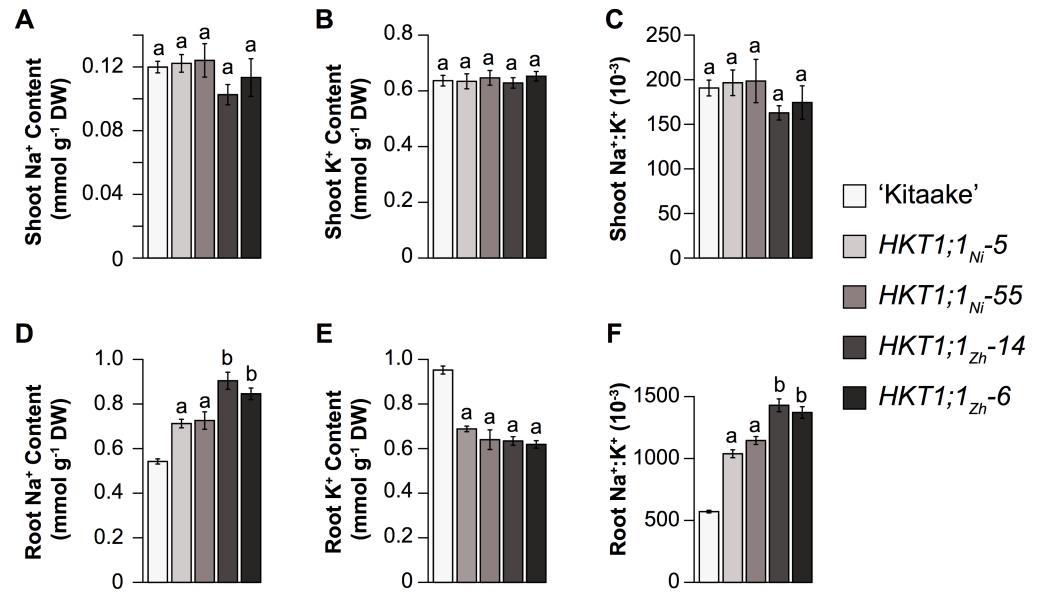 A
Shoot Na⁺ Content
(mmol g⁻¹ DW)
0.12
0.08
0.04
0
a a a a a
B
Shoot K⁺ Content
(mmol g⁻¹ DW)
0.8
0.6
0.4
0.2
0
a a a a a
C
Shoot Na⁺:K⁺ (10⁻³)
250
200
150
100
50
0
a a a a a
'Kitaake'
HKT1;1Ni-5
HKT1;1Ni-55
HKT1;1Zh-14
HKT1;1Zh-6
D
Root Na⁺ Content
(mmol g⁻¹ DW)
1.0
0.8
0.6
0.4
0.2
0
a a b b
E
Root K⁺ Content
(mmol g⁻¹ DW)
1.0
0.8
0.6
0.4
0.2
0
a a a a
F
Root Na⁺:K⁺ (10⁻³)
1500
1000
500
0
a a b b